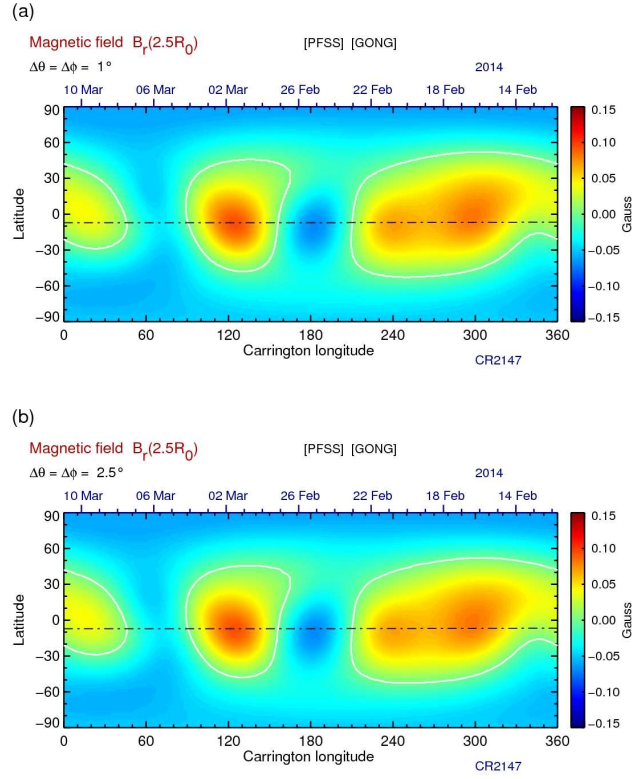 (a)
Magnetic field B_r(2.5R_0) [PFSS] [GONG]
Δθ = Δϕ = 1° 2014
10 Mar 06 Mar 02 Mar 26 Feb 22 Feb 18 Feb 14 Feb
90
60
30
0
−30
−60
−90
Latitude
0 60 120 180 240 300 360
Carrington longitude
CR2147
0.15
0.10
0.05
0.00
−0.05
−0.10
−0.15
Gauss
(b)
Magnetic field B_r(2.5R_0) [PFSS] [GONG]
Δθ = Δϕ = 2.5° 2014
10 Mar 06 Mar 02 Mar 26 Feb 22 Feb 18 Feb 14 Feb
90
60
30
0
−30
−60
−90
Latitude
0 60 120 180 240 300 360
Carrington longitude
CR2147
0.15
0.10
0.05
0.00
−0.05
−0.10
−0.15
Gauss